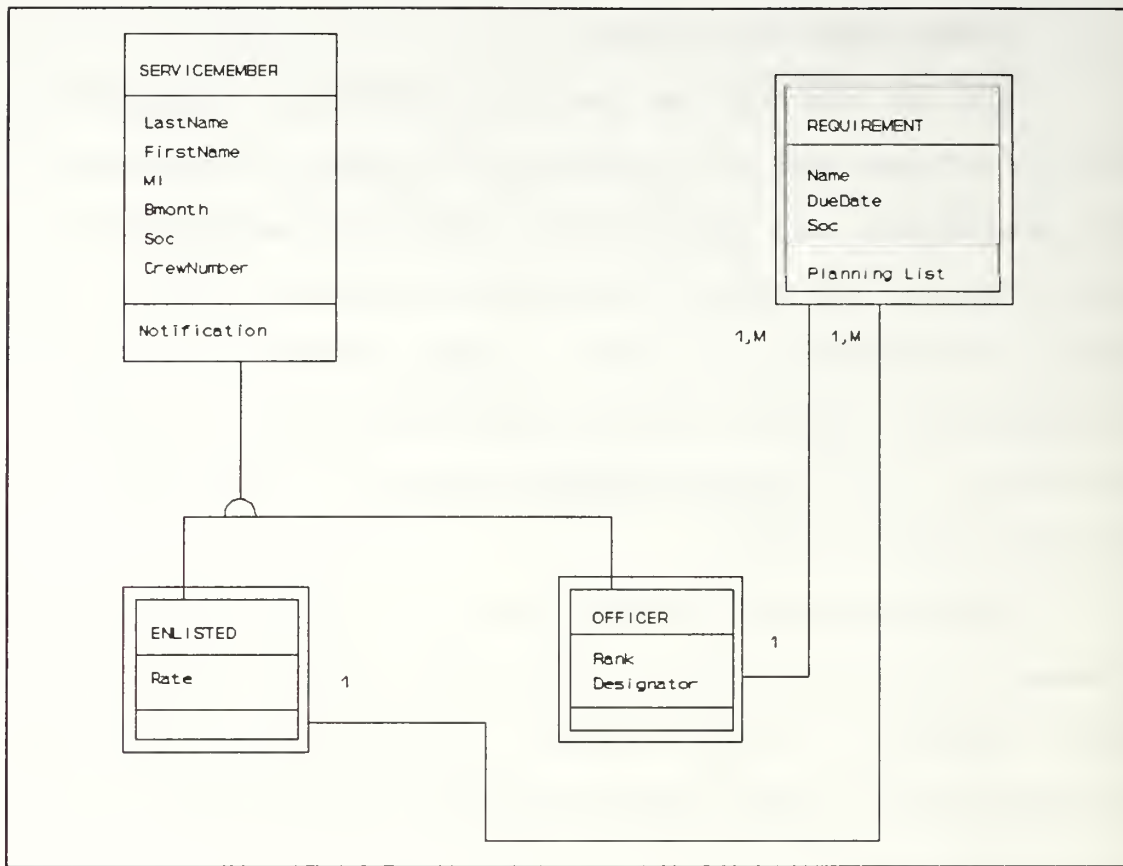 SERVICEMEMBER
LastName
FirstName
MI
Bmonth
Soc
CrewNumber
Notification
REQUIREMENT
Name
DueDate
Soc
Planning List
1,M
1,M
ENLISTED
Rate
1
OFFICER
Rank
Designator
1